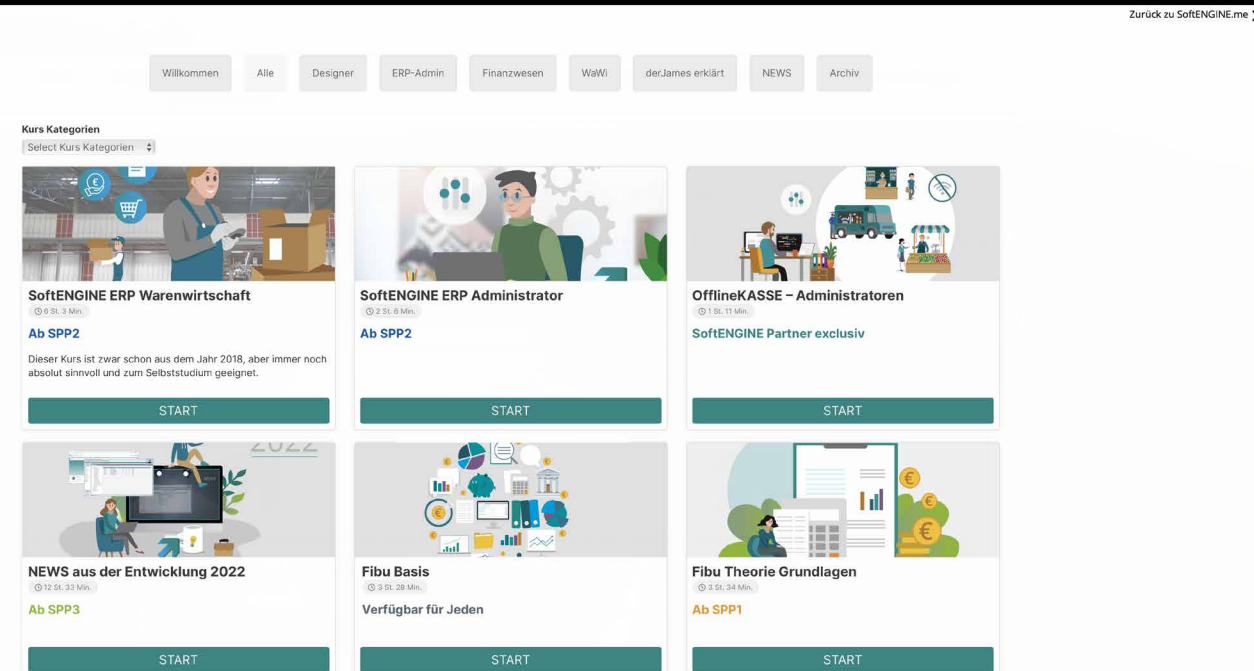 Zurück zu SoftENGINE.me
Willkommen
Alle
Designer
ERP-Admin
Finanzwesen
WaWi
derJames erklärt
NEWS
Archiv
Kurs Kategorien
Select Kurs Kategorien
SoftENGINE ERP Warenwirtschaft
6 St. 3 Min.
Ab SPP2
Dieser Kurs ist zwar schon aus dem Jahr 2018, aber immer noch
absolut sinnvoll und zum Selbststudium geeignet.
START
SoftENGINE ERP Administrator
2 St. 6 Min.
Ab SPP2
START
OfflineKASSE – Administratoren
1 St. 11 Min.
SoftENGINE Partner exclusiv
START
2022
NEWS aus der Entwicklung 2022
12 St. 33 Min.
Ab SPP3
START
Fibu Basis
3 St. 28 Min.
Verfügbar für Jeden
START
Fibu Theorie Grundlagen
3 St. 34 Min.
Ab SPP1
START